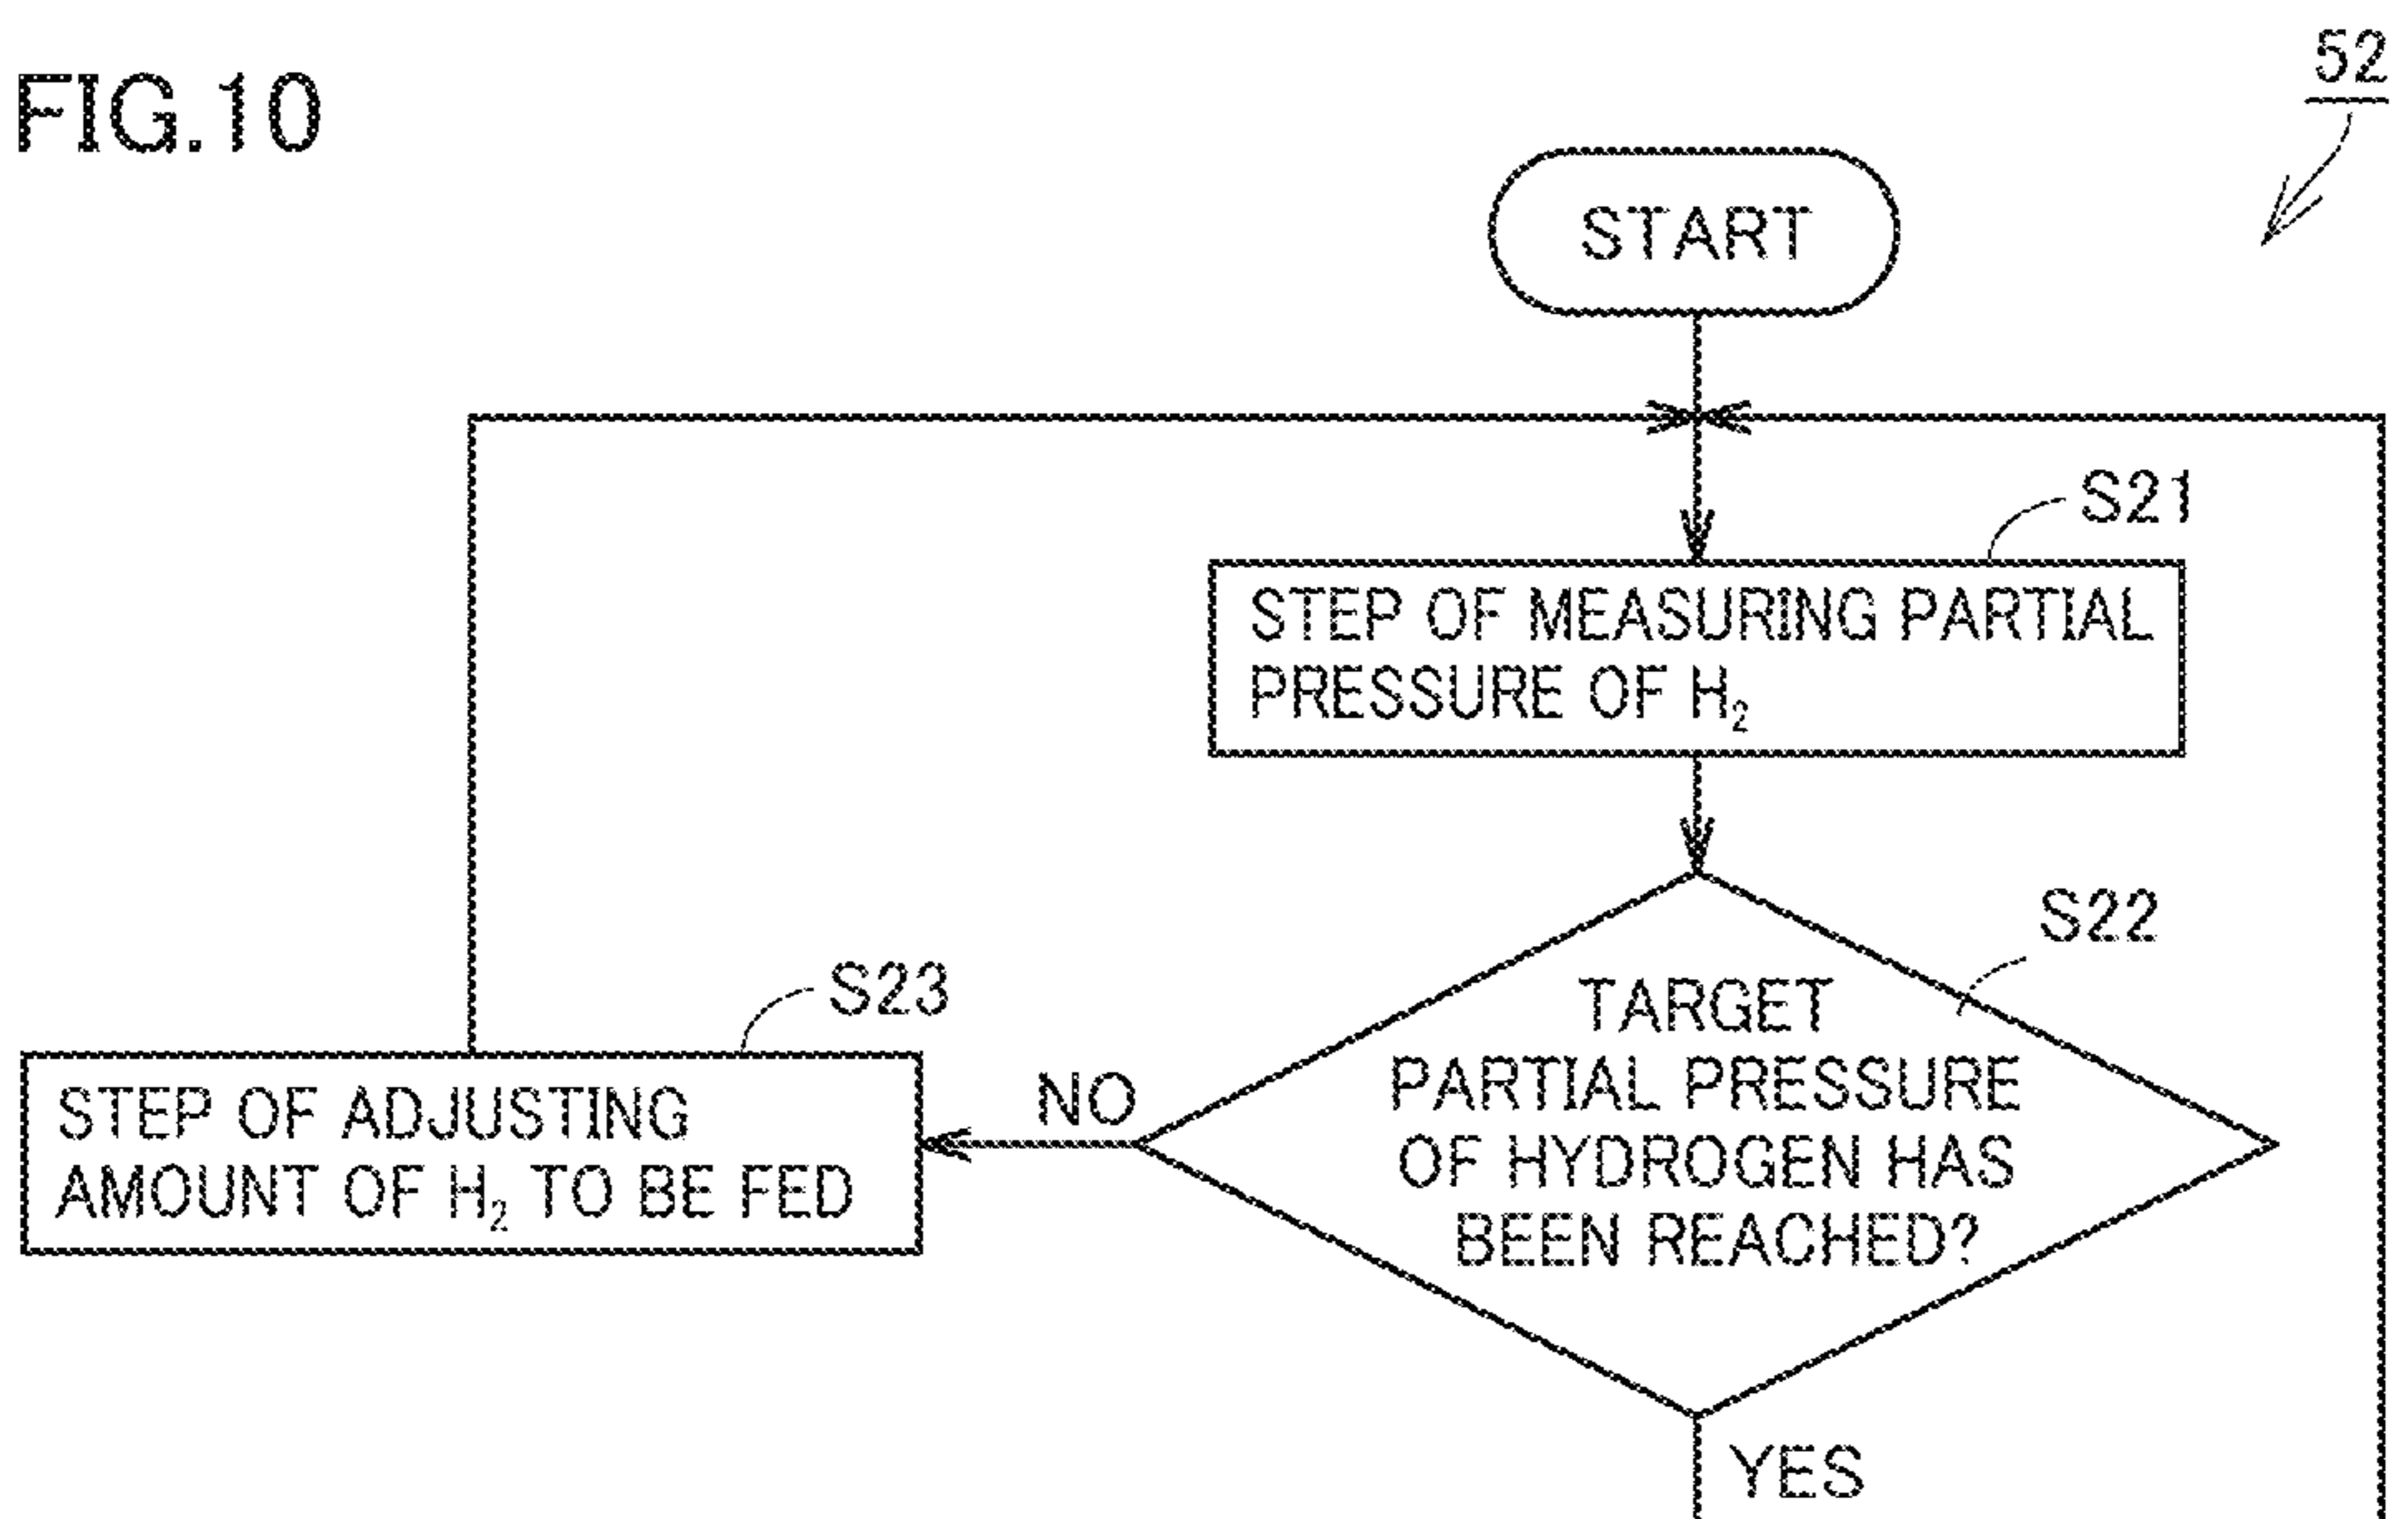 FIG.10
52
START
S21
STEP OF MEASURING PARTIAL
PRESSURE OF H₂
S22
TARGET
PARTIAL PRESSURE
OF HYDROGEN HAS
BEEN REACHED?
S23
NO
STEP OF ADJUSTING
AMOUNT OF H₂ TO BE FED
YES